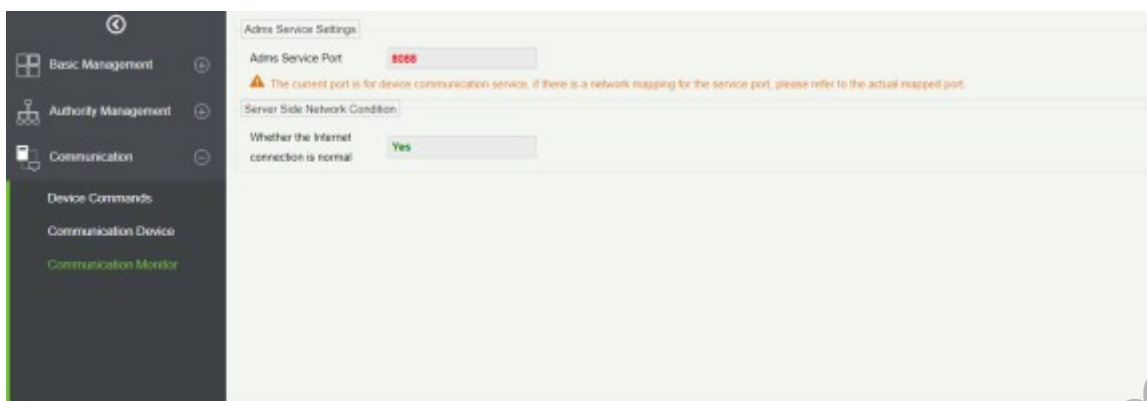 Adms Service Settings
Basic Management
Adms Service Port 8088
The current port is for device communication service, if there is a network mapping for the service port, please refer to the actual mapped port.
Authority Management
Server Side Network Condition
Whether the Internet
connection is normal
Yes
Communication
Device Commands
Communication Device
Communication Monitor